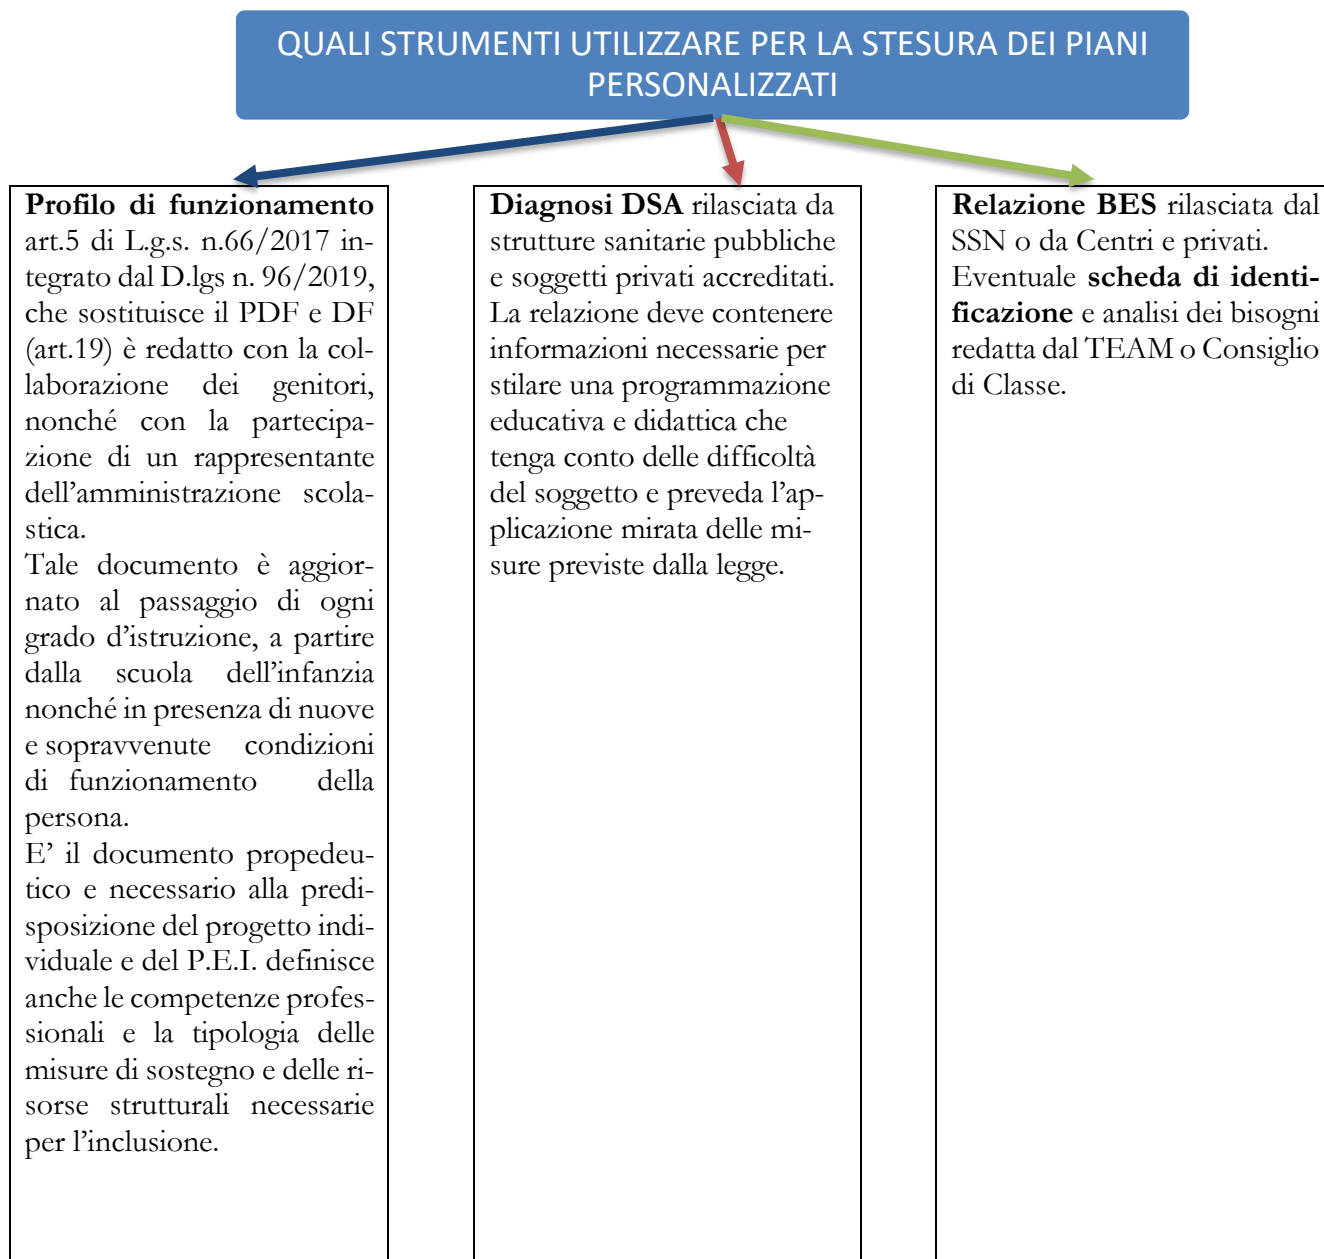 QUALI STRUMENTI UTILIZZARE PER LA STESURA DEI PIANI
PERSONALIZZATI
Profilo di funzionamento
art.5 di L.g.s. n.66/2017 in-
tegrato dal D.lgs n. 96/2019,
che sostituisce il PDF e DF
(art.19) è redatto con la col-
laborazione dei genitori,
nonché con la partecipa-
zione di un rappresentante
dell’amministrazione scola-
stica.
Tale documento è aggior-
nato al passaggio di ogni
grado d’istruzione, a partire
dalla scuola dell’infanzia
nonché in presenza di nuove
e sopravvenute condizioni
di funzionamento della
persona.
E’ il documento propedeu-
tico e necessario alla predi-
sposizione del progetto indi-
viduale e del P.E.I. definisce
anche le competenze profes-
sionali e la tipologia delle
misure di sostegno e delle ri-
sorse strutturali necessarie
per l’inclusione.
Diagnosi DSA rilasciata da
strutture sanitarie pubbliche
e soggetti privati accreditati.
La relazione deve contenere
informazioni necessarie per
stilare una programmazione
educativa e didattica che
tenga conto delle difficoltà
del soggetto e preveda l’ap-
plicazione mirata delle mi-
sure previste dalla legge.
Relazione BES rilasciata dal
SSN o da Centri e privati.
Eventuale scheda di identi-
ficazione e analisi dei bisogni
redatta dal TEAM o Consiglio
di Classe.